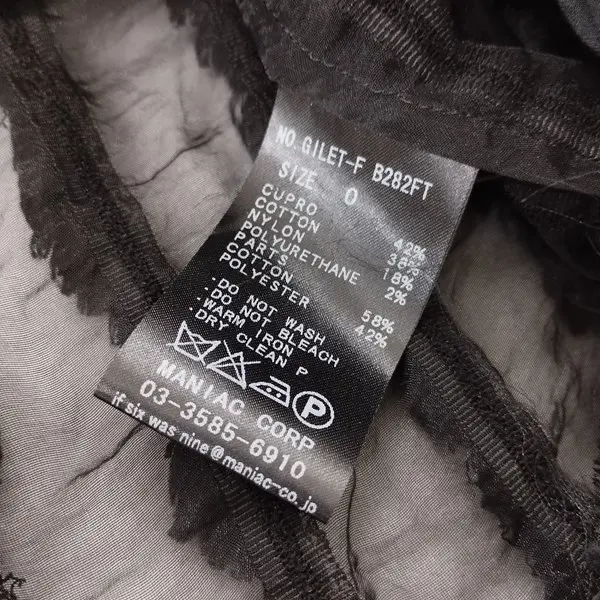 NO. GILET-F B282FT
SIZE 0
CUPRO 42%
COTTON 38%
NYLON 18%
POLYURETHANE 2%
PARTS
COTTON 58%
POLYESTER 42%
・DO NOT WASH
・DO NOT BLEACH
・WARM IRON
・DRY CLEAN P
P
MANIAC CORP
03-3585-6910
if six was nine@maniac-co.jp